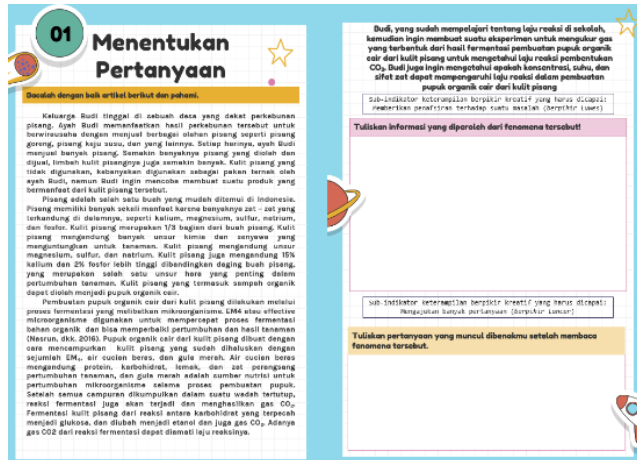 01
Menentukan
Pertanyaan
Bacalah dengan baik artikel berikut dan pahami.
Keluarga Budi tinggal di sebuah desa yang dekat perkebunan
pisang. Ayah Budi memanfaatkan hasil perkebunan tersebut untuk
berwirausaha dengan menjual berbagai olahan pisang seperti pisang
goreng, pisang keju susu, dan yang lainnya. Setiap harinya, ayah Budi
menjual banyak pisang. Semakin banyaknya pisang yang diolah dan
dijual, limbah kulit pisangnya juga semakin banyak. Kulit pisang yang
tidak digunakan, kebanyakan digunakan sebagai pakan ternak oleh
ayah Budi, namun Budi ingin mencoba membuat suatu produk yang
bermanfaat dari kulit pisang tersebut.
Pisang adalah salah satu buah yang mudah ditemui di Indonesia.
Pisang memiliki banyak sekali manfaat karena banyaknya zat – zat yang
terkandung di dalamnya, seperti kalium, magnesium, sulfur, natrium,
dan fosfor. Kulit pisang merupakan 1/3 bagian dari buah pisang. Kulit
pisang mengandung banyak unsur kimia dan senyawa yang
menguntungkan untuk tanaman. Kulit pisang mengandung unsur
magnesium, sulfur, dan natrium. Kulit pisang juga mengandung 15%
kalium dan 2% fosfor lebih tinggi dibandingkan daging buah pisang,
yang merupakan salah satu unsur hara yang penting dalam
pertumbuhan tanaman. Kulit pisang yang termasuk sampah organik
dapat diolah menjadi pupuk organik cair.
Pembuatan pupuk organik cair dari kulit pisang dilakukan melalui
proses fermentasi yang melibatkan mikroorganisme. EM4 atau effective
microorganisme digunakan untuk mempercepat proses fermentasi
bahan organik dan bisa memperbaiki pertumbuhan dan hasil tanaman
(Nasrun, dkk. 2016). Pupuk organik cair dari kulit pisang dibuat dengan
cara mencampurkan kulit pisang yang sudah dihaluskan dengan
sejumlah EM₄, air cucian beras, dan gula merah. Air cucian beras
mengandung protein, karbohidrat, lemak, dan zat perangsang
pertumbuhan tanaman, dan gula merah adalah sumber nutrisi untuk
pertumbuhan mikroorganisme selama proses pembuatan pupuk.
Setelah semua campuran dikumpulkan dalam suatu wadah tertutup,
reaksi fermentasi juga akan terjadi dan menghasilkan gas CO₂.
Fermentasi kulit pisang dari reaksi antara karbohidrat yang terpecah
menjadi glukosa, dan diubah menjadi etanol dan juga gas CO₂. Adanya
gas CO2 dari reaksi fermentasi dapat diamati laju reaksinya.
Budi, yang sudah mempelajari tentang laju reaksi di sekolah,
kemudian ingin membuat suatu eksperimen untuk mengukur gas
yang terbentuk dari hasil fermentasi pembuatan pupuk organik
cair dari kulit pisang untuk mengetahui laju reaksi pembentukan
CO₂. Budi juga ingin mengetahui apakah konsentrasi, suhu, dan
sifat zat dapat mempengaruhi laju reaksi dalam pembuatan
pupuk organik cair dari kulit pisang
Sub-indikator keterampilan berpikir kreatif yang harus dicapai:
Memberikan penafsiran terhadap suatu masalah (Berpikir Luwes)
Tuliskan informasi yang diperoleh dari fenomena tersebut!
Sub-indikator keterampilan berpikir kreatif yang harus dicapai:
Mengajukan banyak pertanyaan (Berpikir Lancar)
Tuliskan pertanyaan yang muncul dibenakmu setelah membaca
fenomena tersebut.